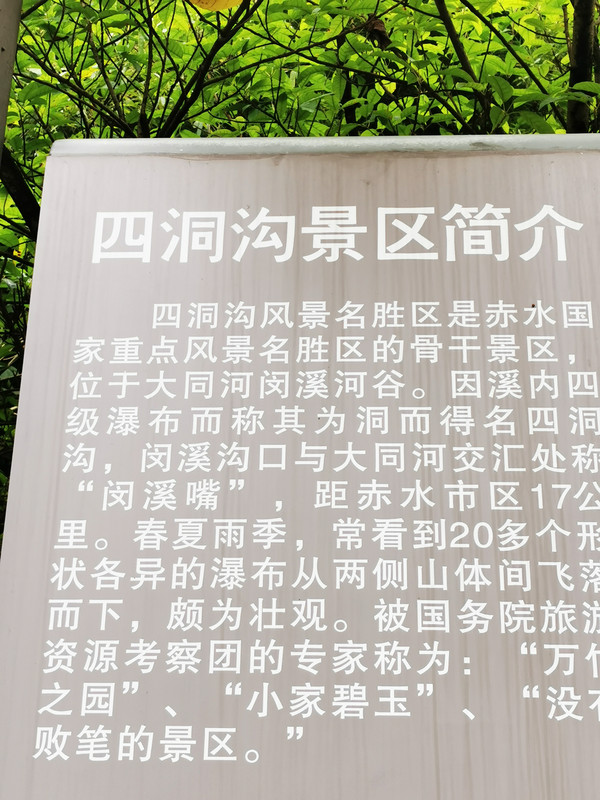 四洞沟景区简介
四洞沟风景名胜区是赤水国
家重点风景名胜区的骨干景区，
位于大同河闵溪河谷。因溪内四
级瀑布而称其为洞而得名四洞
沟，闵溪沟口与大同河交汇处称
“闵溪嘴”，距赤水市区17公
里。春夏雨季，常看到20多个形
状各异的瀑布从两侧山体间飞落
而下，颇为壮观。被国务院旅游
资源考察团的专家称为：“万竹
之园”、“小家碧玉”、“没有
败笔的景区。”